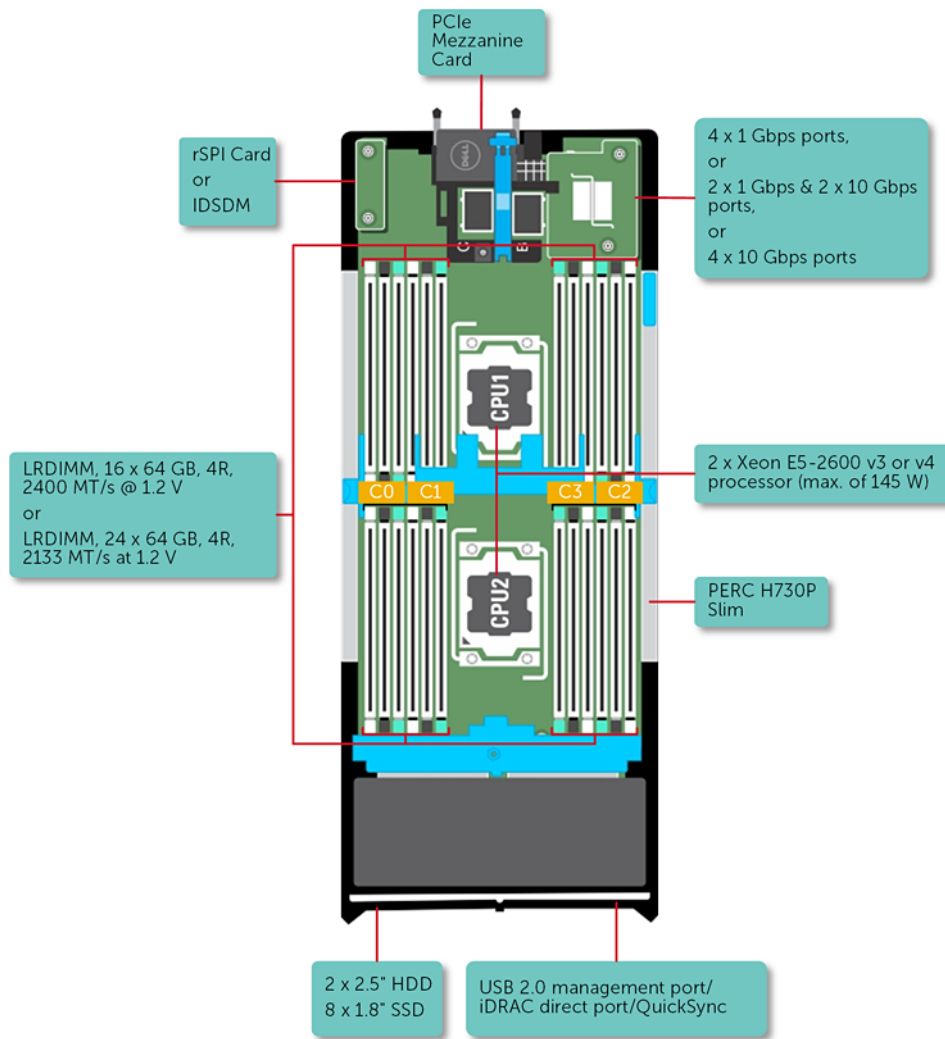 PCIe
Mezzanine
Card
rSPI Card
or
IDSDM
4 x 1 Gbps ports,
or
2 x 1 Gbps & 2 x 10 Gbps
ports,
or
4 x 10 Gbps ports
DELL
C
B
CPU1
LRDIMM, 16 x 64 GB, 4R,
2400 MT/s @ 1.2 V
or
LRDIMM, 24 x 64 GB, 4R,
2133 MT/s at 1.2 V
C0
C1
C3
C2
2 x Xeon E5-2600 v3 or v4
processor (max. of 145 W)
CPU2
PERC H730P
Slim
2 x 2.5" HDD
8 x 1.8" SSD
USB 2.0 management port/
iDRAC direct port/QuickSync